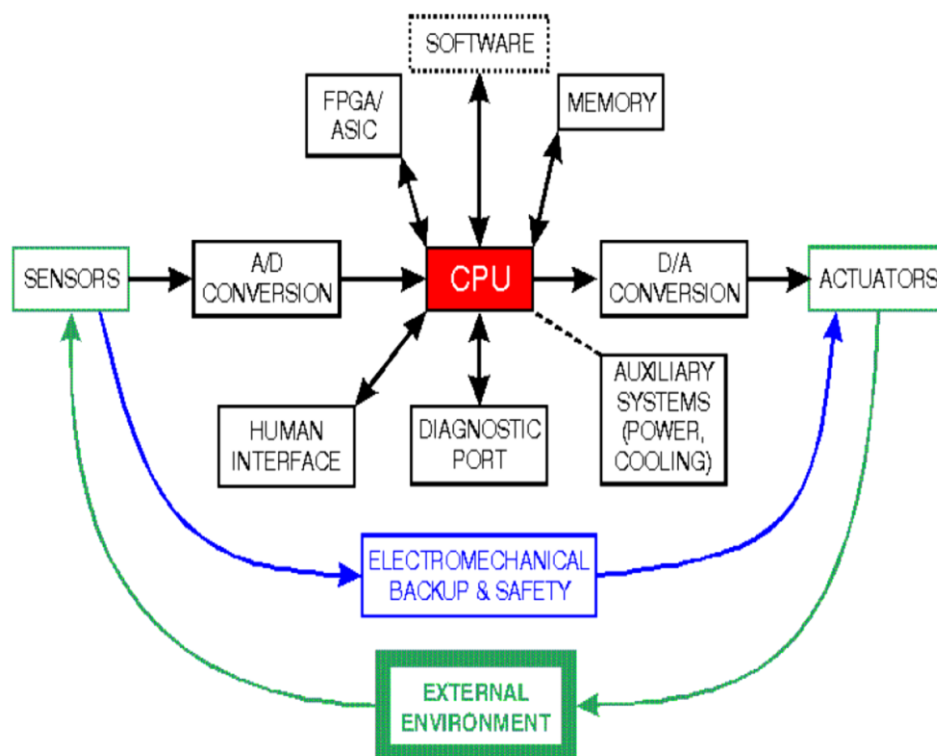 SOFTWARE
FPGA/
ASIC
MEMORY
SENSORS
A/D
CONVERSION
CPU
D/A
CONVERSION
ACTUATORS
HUMAN
INTERFACE
DIAGNOSTIC
PORT
AUXILIARY
SYSTEMS
(POWER,
COOLING)
ELECTROMECHANICAL
BACKUP & SAFETY
EXTERNAL
ENVIRONMENT